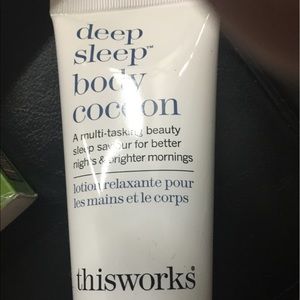 deep
sleep™
body
cocoon
A multi-tasking beauty
sleep saviour for better
nights & brighter mornings
lotion relaxante pour
les mains et le corps
thisworks®